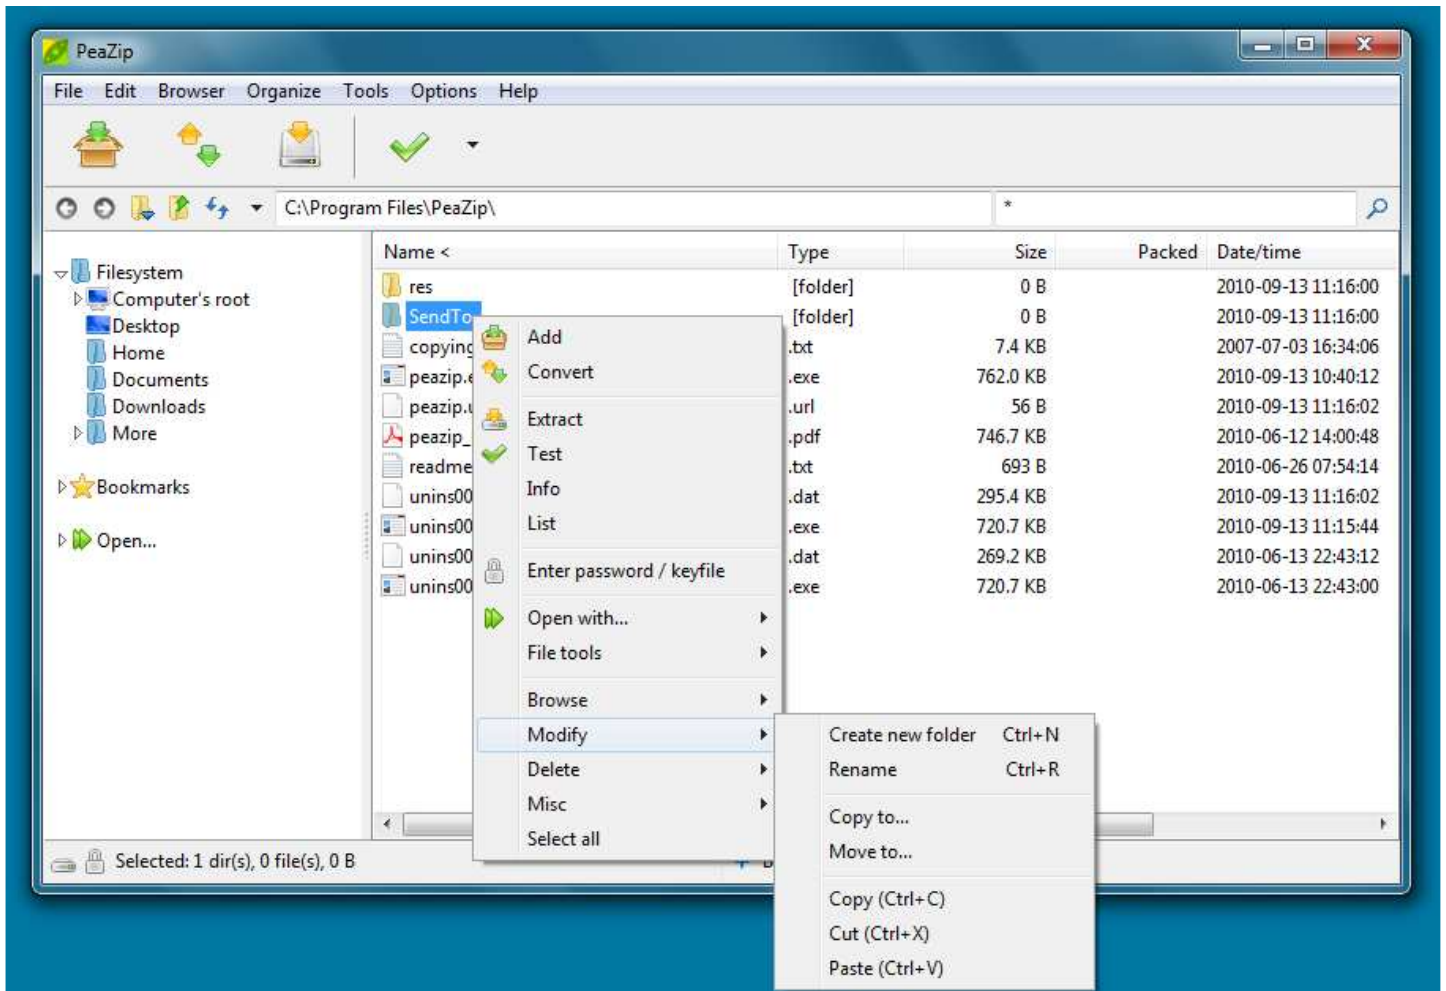 PeaZip
File Edit Browser Organize Tools Options Help
C:\Program Files\PeaZip\ *
Name < Type Size Packed Date/time
Filesystem
Computer's root
Desktop
Home
Documents
Downloads
More
Bookmarks
Open...
res [folder] 0 B 2010-09-13 11:16:00
SendTo [folder] 0 B 2010-09-13 11:16:00
copying .txt 7.4 KB 2007-07-03 16:34:06
peazip.e .exe 762.0 KB 2010-09-13 10:40:12
peazip.u .url 56 B 2010-09-13 11:16:02
peazip_ .pdf 746.7 KB 2010-06-12 14:00:48
readme .txt 693 B 2010-06-26 07:54:14
unins00 .dat 295.4 KB 2010-09-13 11:16:02
unins00 .exe 720.7 KB 2010-09-13 11:15:44
unins00 .dat 269.2 KB 2010-06-13 22:43:12
unins00 .exe 720.7 KB 2010-06-13 22:43:00
Add
Convert
Extract
Test
Info
List
Enter password / keyfile
Open with...
File tools
Browse
Modify
Delete
Misc
Select all
Create new folder Ctrl+N
Rename Ctrl+R
Copy to...
Move to...
Copy (Ctrl+C)
Cut (Ctrl+X)
Paste (Ctrl+V)
Selected: 1 dir(s), 0 file(s), 0 B